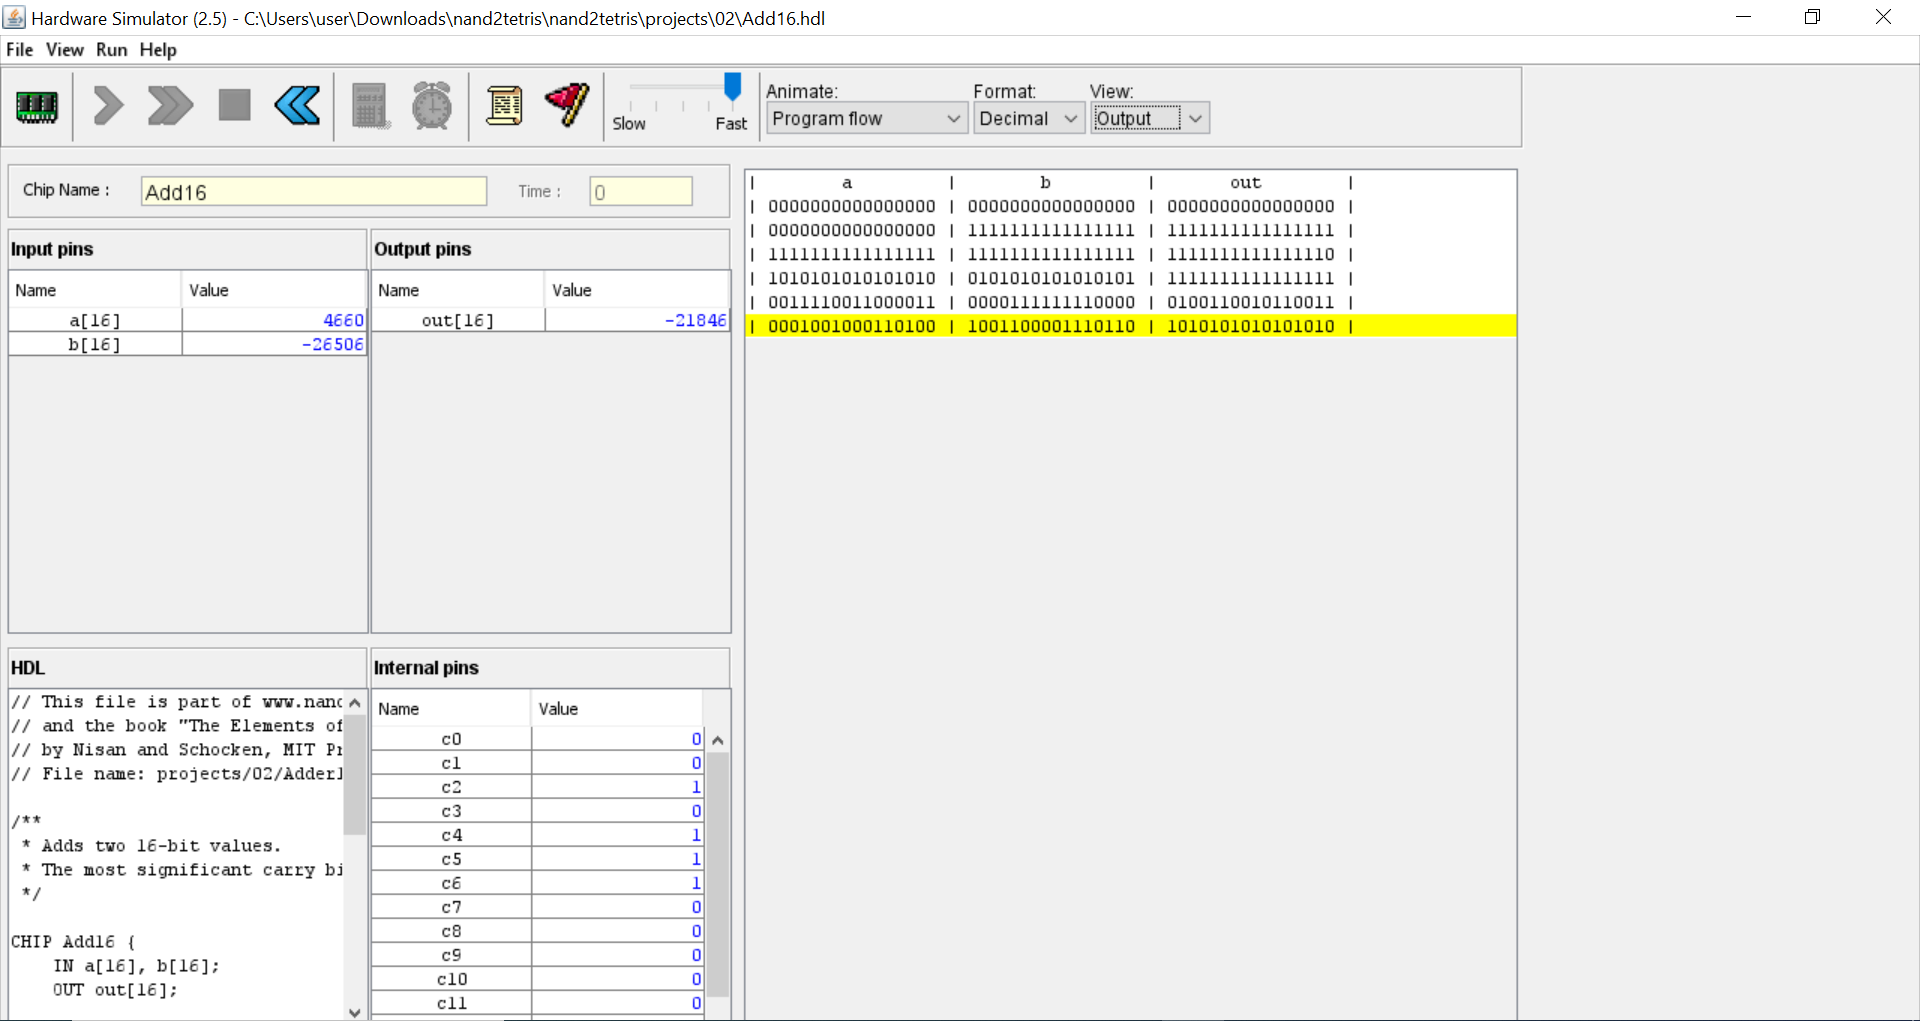 Hardware Simulator (2.5) - C:\Users\user\Downloads\nand2tetris\nand2tetris\projects\02\Add16.hdl
File View Run Help
Animate: Format: View:
Slow Fast Program flow Decimal Output
Chip Name : Add16 Time : 0
Input pins
Name Value
a[16] 4660
b[16] -26506
Output pins
Name Value
out[16] -21846
| a | b | out |
| 0000000000000000 | 0000000000000000 | 0000000000000000 |
| 0000000000000000 | 1111111111111111 | 1111111111111111 |
| 1111111111111111 | 1111111111111111 | 1111111111111110 |
| 1010101010101010 | 0101010101010101 | 1111111111111111 |
| 0011110011000011 | 0000111111110000 | 0100110010110011 |
| 0001001000110100 | 1001100001110110 | 1010101010101010 |
HDL
// This file is part of www.nanc
// and the book "The Elements of
// by Nisan and Schocken, MIT Pr
// File name: projects/02/Adder1
/**
* Adds two 16-bit values.
* The most significant carry bi
*/
CHIP Add16 {
IN a[16], b[16];
OUT out[16];
Internal pins
Name Value
c0 0
c1 0
c2 1
c3 0
c4 1
c5 1
c6 1
c7 0
c8 0
c9 0
c10 0
c11 0